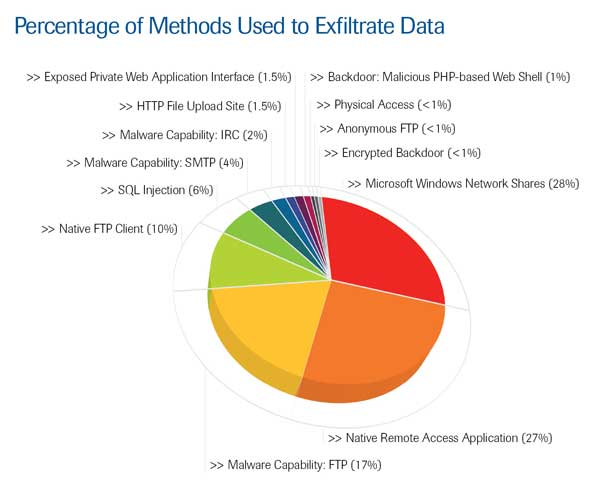 Percentage of Methods Used to Exfiltrate Data
>> Exposed Private Web Application Interface (1.5%)
>> Backdoor: Malicious PHP-based Web Shell (1%)
>> HTTP File Upload Site (1.5%)
>> Physical Access (<1%)
>> Malware Capability: IRC (2%)
>> Anonymous FTP (<1%)
>> Malware Capability: SMTP (4%)
>> Encrypted Backdoor (<1%)
>> SQL Injection (6%)
>> Microsoft Windows Network Shares (28%)
>> Native FTP Client (10%)
>> Native Remote Access Application (27%)
>> Malware Capability: FTP (17%)